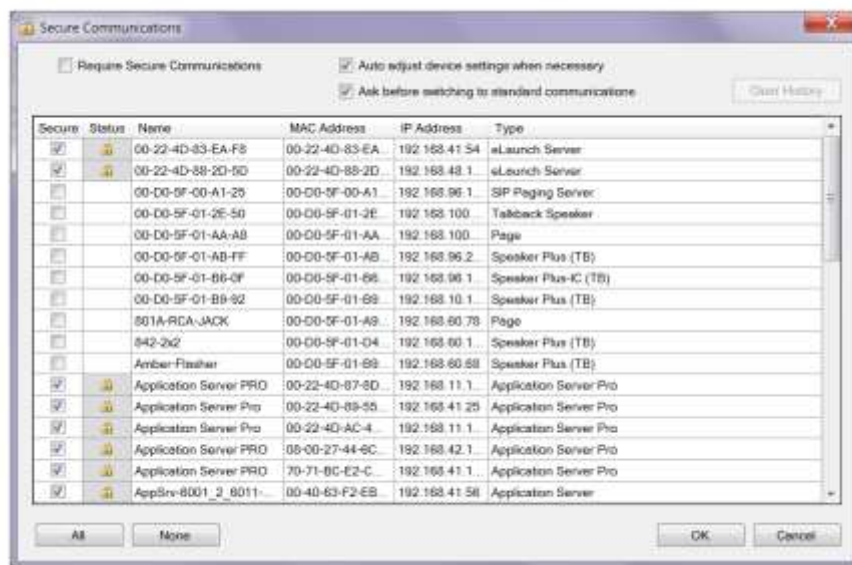 Secure Communications
Require Secure Communications
Auto adjust device settings when necessary
Ask before switching to standard communications
Clear History
Secure Status Name MAC Address IP Address Type
00-22-4D-83-EA-F8 00-22-4D-83-EA... 192.168.41.54 eLaunch Server
00-22-4D-88-2D-5D 00-22-4D-88-2D... 192.168.48.1... eLaunch Server
00-D0-5F-00-A1-25 00-D0-5F-00-A1... 192.168.96.1... SIP Paging Server
00-D0-5F-01-2E-50 00-D0-5F-01-2E... 192.168.100... Talkback Speaker
00-D0-5F-01-AA-A8 00-D0-5F-01-AA... 192.168.100... Page
00-D0-5F-01-AB-FF 00-D0-5F-01-AB... 192.168.96.2... Speaker Plus (TB)
00-D0-5F-01-B6-0F 00-D0-5F-01-B6... 192.168.96.1... Speaker Plus-IC (TB)
00-D0-5F-01-B9-92 00-D0-5F-01-B9... 192.168.10.1... Speaker Plus (TB)
801A-RCA-JACK 00-D0-5F-01-A9... 192.168.60.78 Page
842-2x2 00-D0-5F-01-D4... 192.168.60.1... Speaker Plus (TB)
Amber-Flasher 00-D0-5F-01-B9... 192.168.60.68 Speaker Plus (TB)
Application Server PRO 00-22-4D-87-8D... 192.168.11.1... Application Server Pro
Application Server Pro 00-22-4D-89-55... 192.168.41.25 Application Server Pro
Application Server Pro 00-22-4D-AC-4... 192.168.11.1... Application Server Pro
Application Server PRO 08-00-27-44-6C... 192.168.42.1... Application Server Pro
Application Server PRO 70-71-BC-E2-C... 192.168.41.1... Application Server Pro
AppSrv-6001_2_6011-... 00-40-63-F2-EB... 192.168.41.56 Application Server
All None OK Cancel